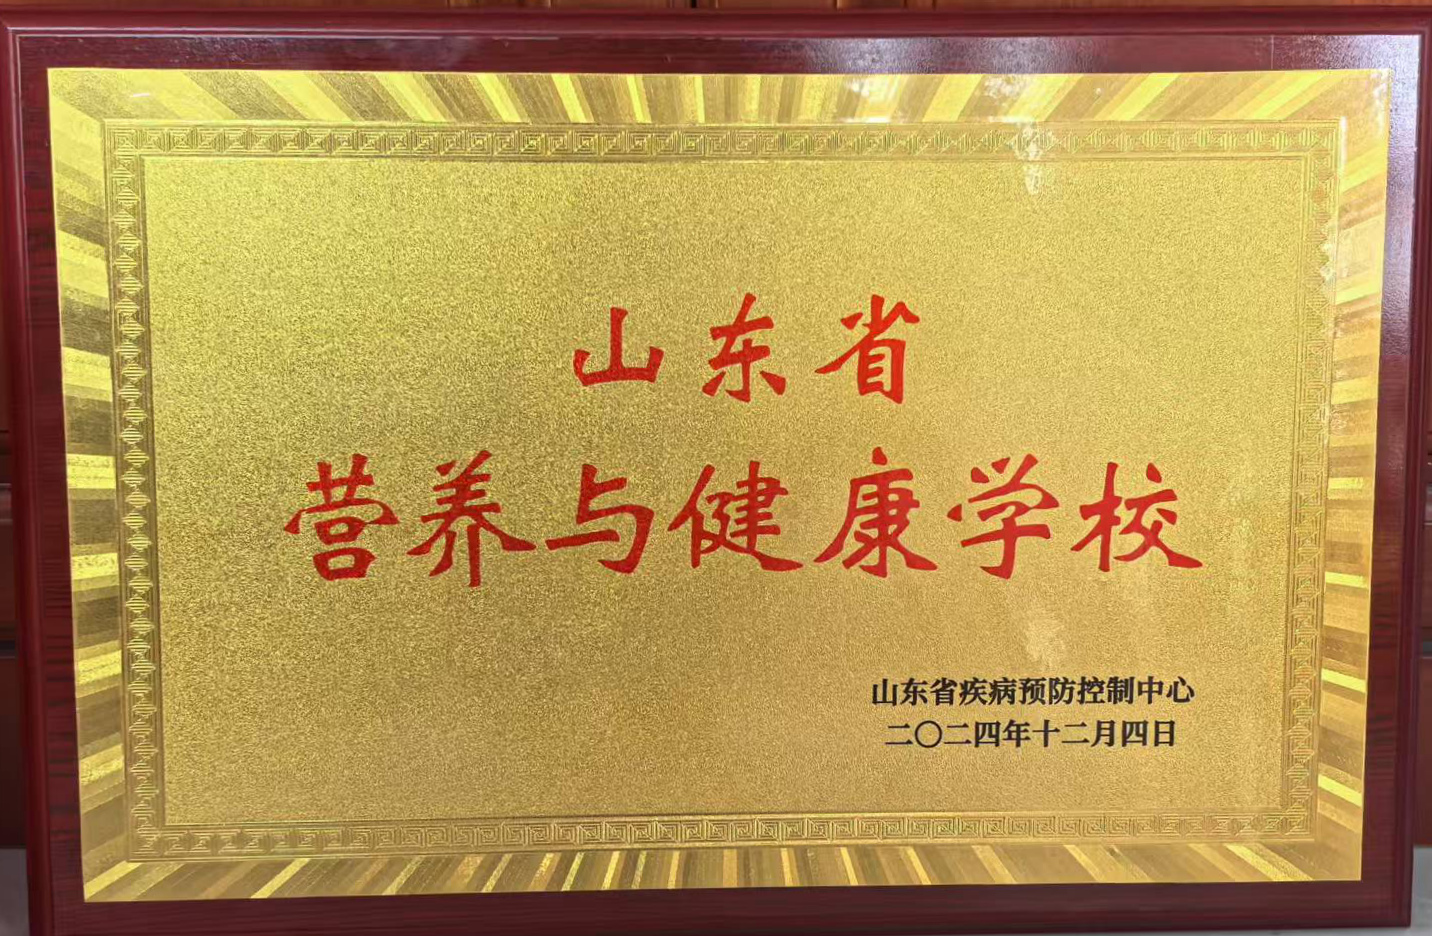 山东省
营养与健康学校
山东省疾病预防控制中心
二〇二四年十二月四日